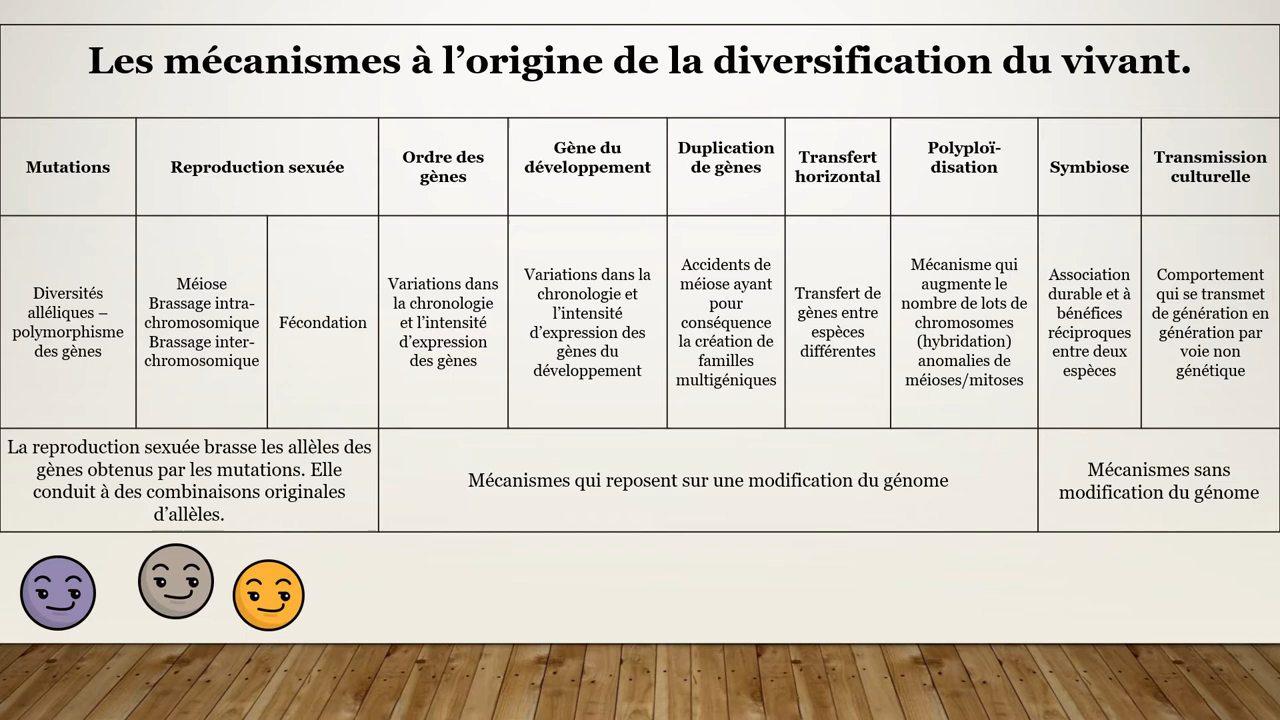 Les mécanismes à l’origine de la diversification du vivant.
Mutations
Reproduction sexuée
Ordre des
gènes
Gène du
développement
Duplication
de gènes
Transfert
horizontal
Polyploï-
disation
Symbiose
Transmission
culturelle
Diversités
alléliques –
polymorphisme
des gènes
Méiose
Brassage intra-
chromosomique
Brassage inter-
chromosomique
Fécondation
Variations dans
la chronologie
et l’intensité
d’expression
des gènes
Variations dans la
chronologie et
l’intensité
d’expression des
gènes du
développement
Accidents de
méiose ayant
pour
conséquence
la création de
familles
multigéniques
Transfert de
gènes entre
espèces
différentes
Mécanisme qui
augmente le
nombre de lots de
chromosomes
(hybridation)
anomalies de
méioses/mitoses
Association
durable et à
bénéfices
réciproques
entre deux
espèces
Comportement
qui se transmet
de génération en
génération par
voie non
génétique
La reproduction sexuée brasse les allèles des
gènes obtenus par les mutations. Elle
conduit à des combinaisons originales
d’allèles.
Mécanismes qui reposent sur une modification du génome
Mécanismes sans
modification du génome